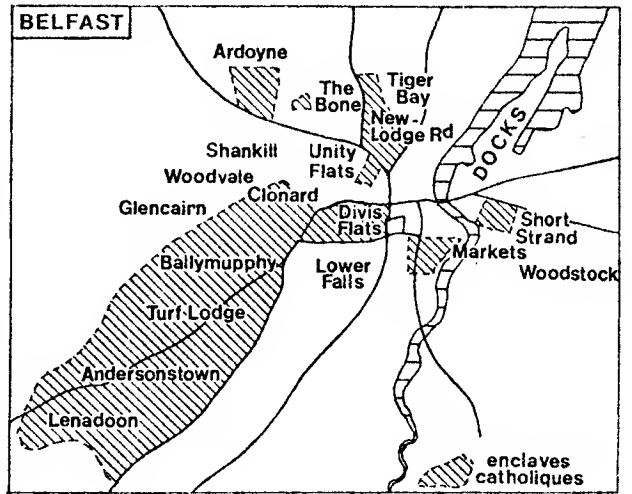 BELFAST
Ardoyne
The
Bone
Tiger
Bay
New-
Lodge Rd
DOCKS
Shankill
Unity
Flats
Woodvale
Clonard
Glencairn
Divis
Flats
Short
Strand
Markets
Woodstock
Ballymupphy
Lower
Falls
Turf Lodge
Andersonstown
Lenadoon
enclaves
catholiques